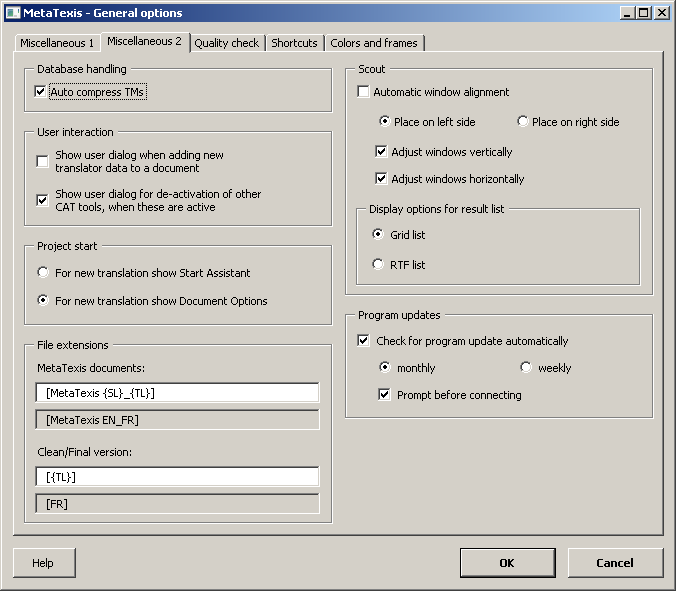 MetaTexis - General options
Miscellaneous 1
Miscellaneous 2
Quality check
Shortcuts
Colors and frames
Database handling
Auto compress TMs
User interaction
Show user dialog when adding new
translator data to a document
Show user dialog for de-activation of other
CAT tools, when these are active
Project start
For new translation show Start Assistant
For new translation show Document Options
File extensions
MetaTexis documents:
[MetaTexis {SL}_{TL}]
[MetaTexis EN_FR]
Clean/Final version:
[{TL}]
[FR]
Scout
Automatic window alignment
Place on left side
Place on right side
Adjust windows vertically
Adjust windows horizontally
Display options for result list
Grid list
RTF list
Program updates
Check for program update automatically
monthly
weekly
Prompt before connecting
Help
OK
Cancel